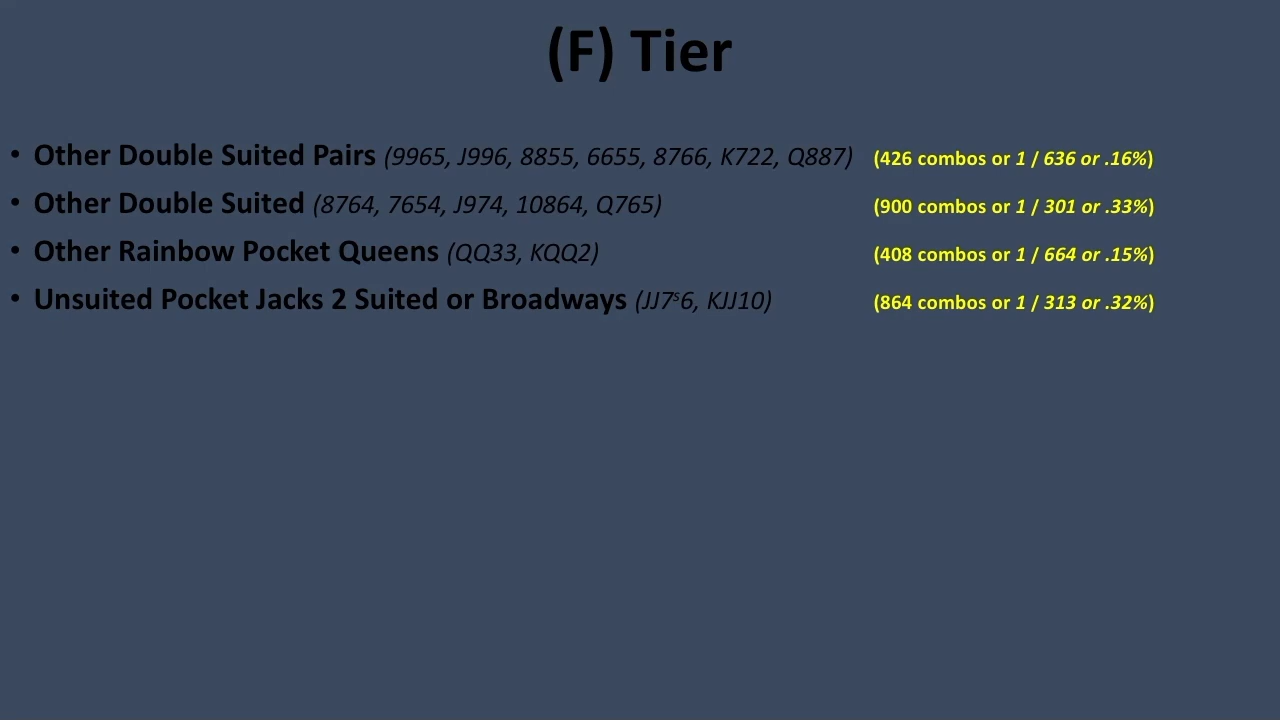 (F) Tier
• Other Double Suited Pairs (9965, J996, 8855, 6655, 8766, K722, Q887) (426 combos or 1 / 636 or .16%)
• Other Double Suited (8764, 7654, J974, 10864, Q765) (900 combos or 1 / 301 or .33%)
• Other Rainbow Pocket Queens (QQ33, KQQ2) (408 combos or 1 / 664 or .15%)
• Unsuited Pocket Jacks 2 Suited or Broadways (JJ7ˢ6, KJJ10) (864 combos or 1 / 313 or .32%)